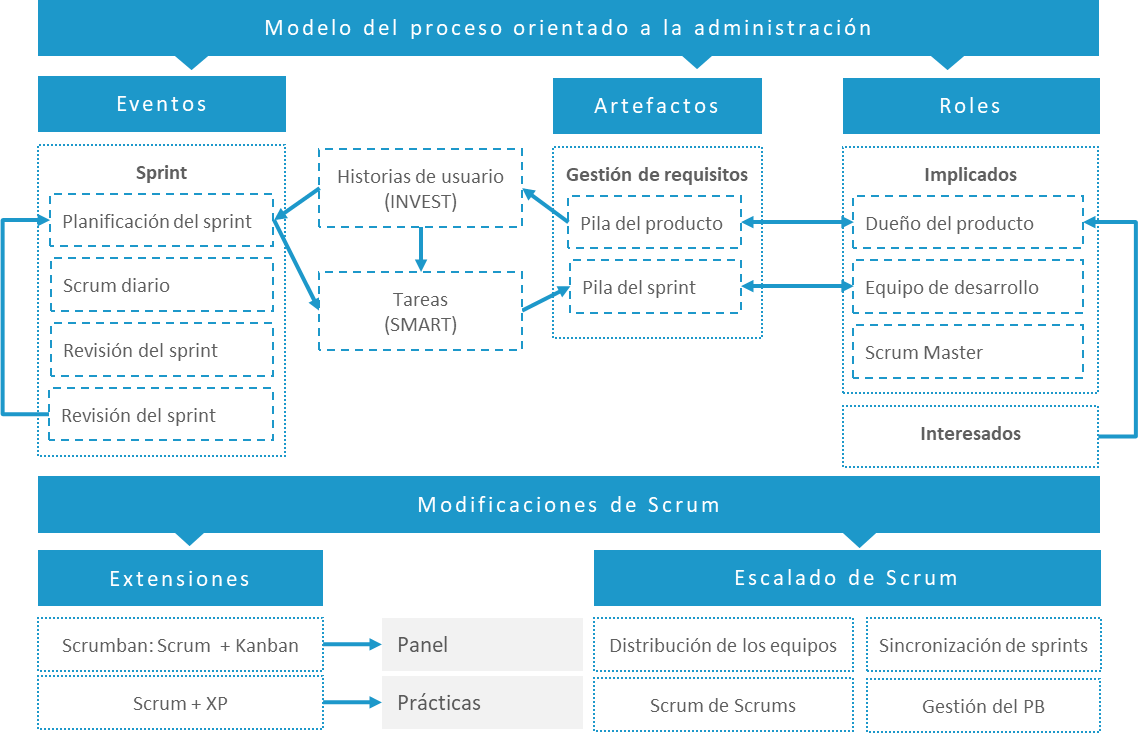 Modelo del proceso orientado a la administración
Eventos
Artefactos
Roles
Sprint
Planificación del sprint
Scrum diario
Revisión del sprint
Revisión del sprint
Historias de usuario
(INVEST)
Tareas
(SMART)
Gestión de requisitos
Pila del producto
Pila del sprint
Implicados
Dueño del producto
Equipo de desarrollo
Scrum Master
Interesados
Modificaciones de Scrum
Extensiones
Escalado de Scrum
Scrumban: Scrum + Kanban
Panel
Scrum + XP
Prácticas
Distribución de los equipos
Sincronización de sprints
Scrum de Scrums
Gestión del PB